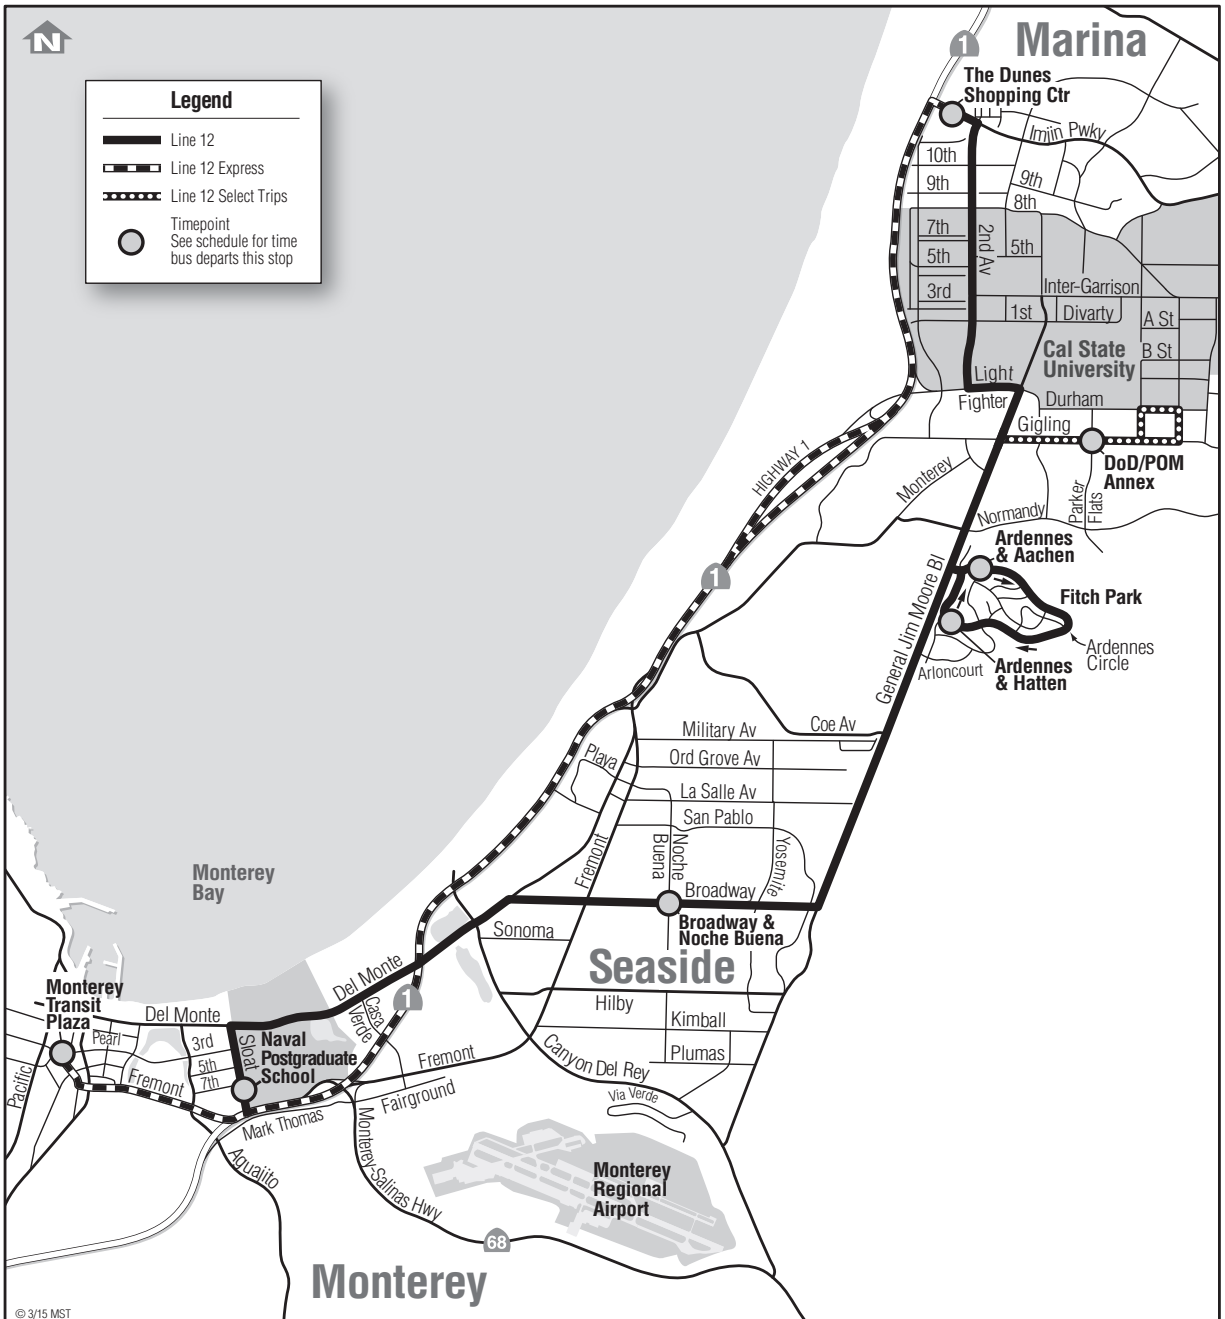 N
Marina
1
The Dunes
Shopping Ctr
Legend
Line 12
Line 12 Express
Line 12 Select Trips
Timepoint
See schedule for time
bus departs this stop
Imjin Pwky
10th
9th
9th
8th
7th
2nd Av
5th
5th
3rd
Inter-Garrison
1st
Divarty
A St
Cal State
University
B St
Light
Fighter
Durham
Gigling
HIGHWAY 1
DoD/POM
Annex
Monterey
Parker
Flats
Normandy
Ardennes
& Aachen
1
General Jim Moore Bl
Fitch Park
Ardennes
Circle
Arloncourt
Ardennes
& Hatten
Military Av
Coe Av
Playa
Ord Grove Av
La Salle Av
San Pablo
Fremont
Noche
Buena
Yosemite
Monterey
Bay
Broadway
Broadway &
Noche Buena
Sonoma
Seaside
Del Monte
1
Casa
Verde
Hilby
Kimball
Plumas
Monterey
Transit
Plaza
Del Monte
Pearl
3rd
5th
7th
Sloat
Naval
Postgraduate
School
Fremont
Canyon Del Rey
Pacific
Fremont
Fairground
Via Verde
Mark Thomas
Aguajito
Monterey-Salinas Hwy
Monterey
Regional
Airport
68
Monterey
© 3/15 MST